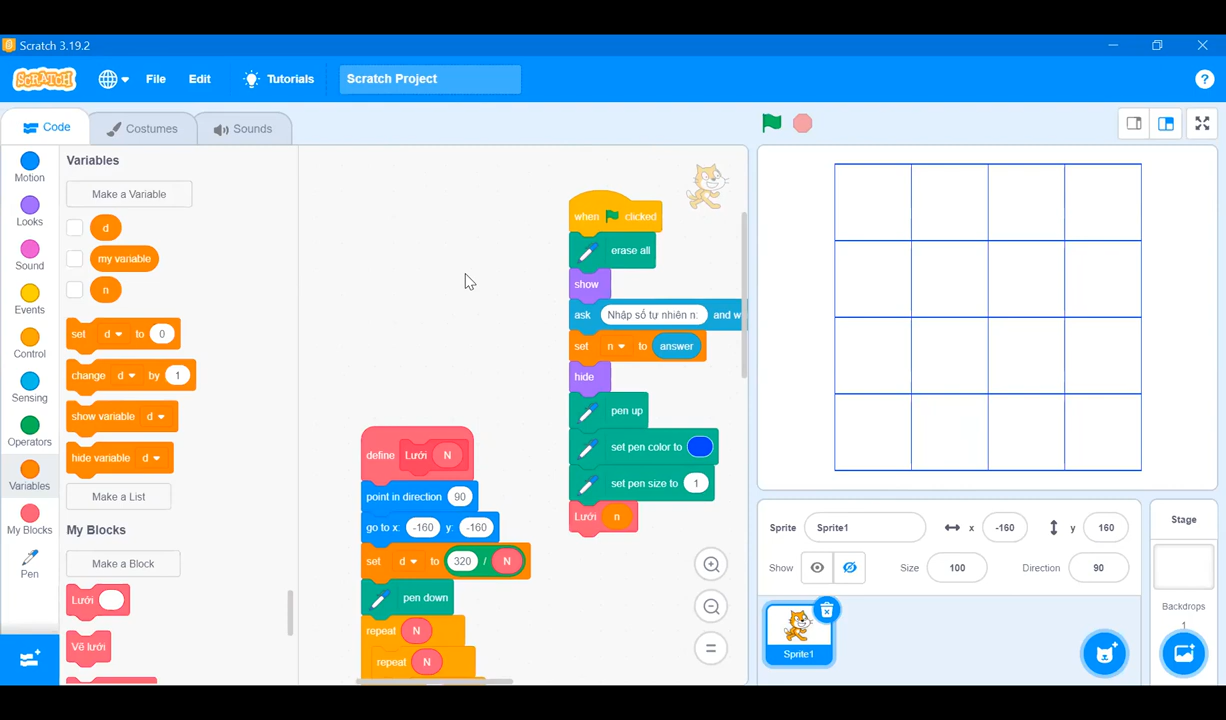 Scratch 3.19.2
SCRATCH
File
Edit
Tutorials
Scratch Project
?
Code
Costumes
Sounds
Motion
Looks
Sound
Events
Control
Sensing
Operators
Variables
My Blocks
Pen
Variables
Make a Variable
d
my variable
n
set d to 0
change d by 1
show variable d
hide variable d
Make a List
My Blocks
Make a Block
Lưới
Vẽ lưới
define Lưới N
point in direction 90
go to x: -160 y: -160
set d to 320 / N
pen down
repeat N
repeat N
when clicked
erase all
show
ask Nhập số tự nhiên n: and w
set n to answer
hide
pen up
set pen color to
set pen size to 1
Lưới n
Sprite Sprite1 x -160 y 160
Show Size 100 Direction 90
Sprite1
Stage
Backdrops
1